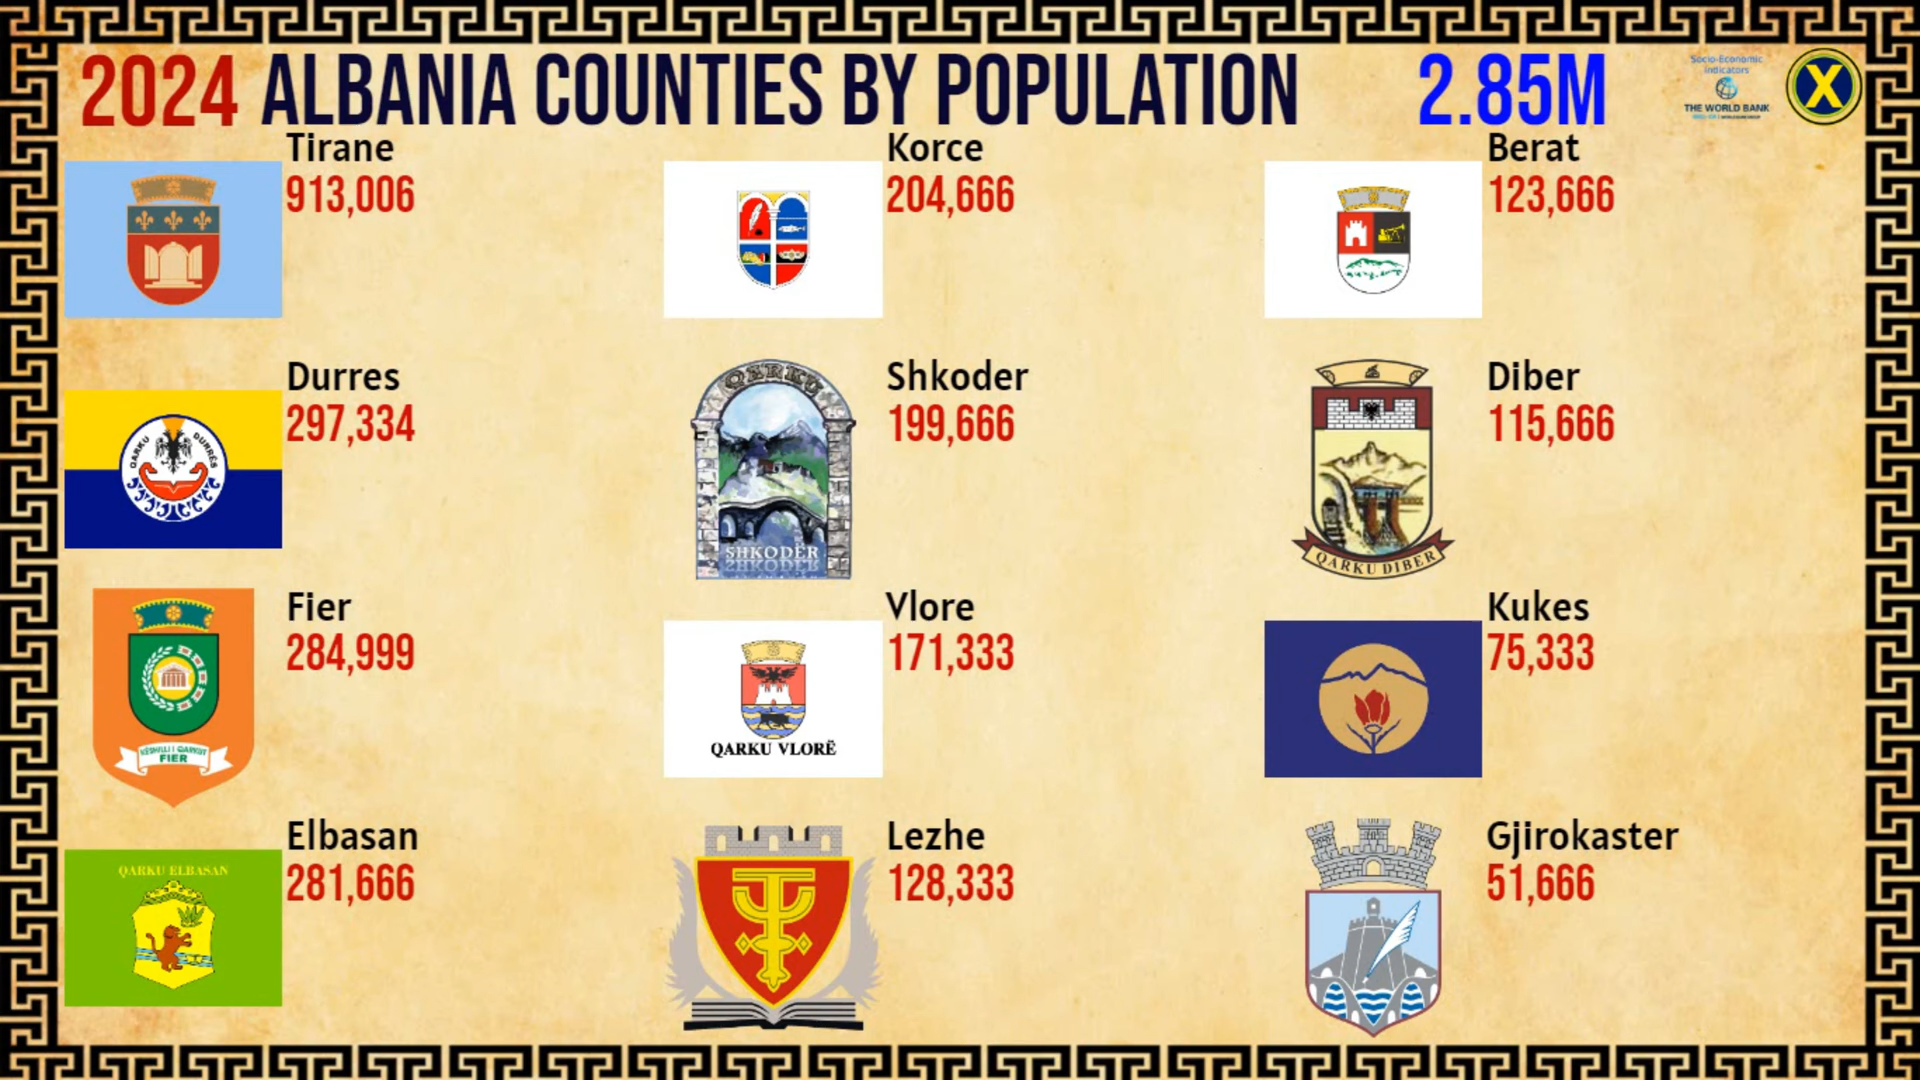 2024 ALBANIA COUNTIES BY POPULATION 2.85M
Socio-Economic
Indicators
THE WORLD BANK
X
Tirane
913,006
Korce
204,666
Berat
123,666
Durres
297,334
QARKU DURRËS
Shkoder
199,666
QARKU
SHKODËR
Diber
115,666
QARKU DIBER
Fier
284,999
KËSHILLI I QARKUT
FIER
Vlore
171,333
QARKU VLORË
Kukes
75,333
Elbasan
281,666
QARKU ELBASAN
Lezhe
128,333
Gjirokaster
51,666